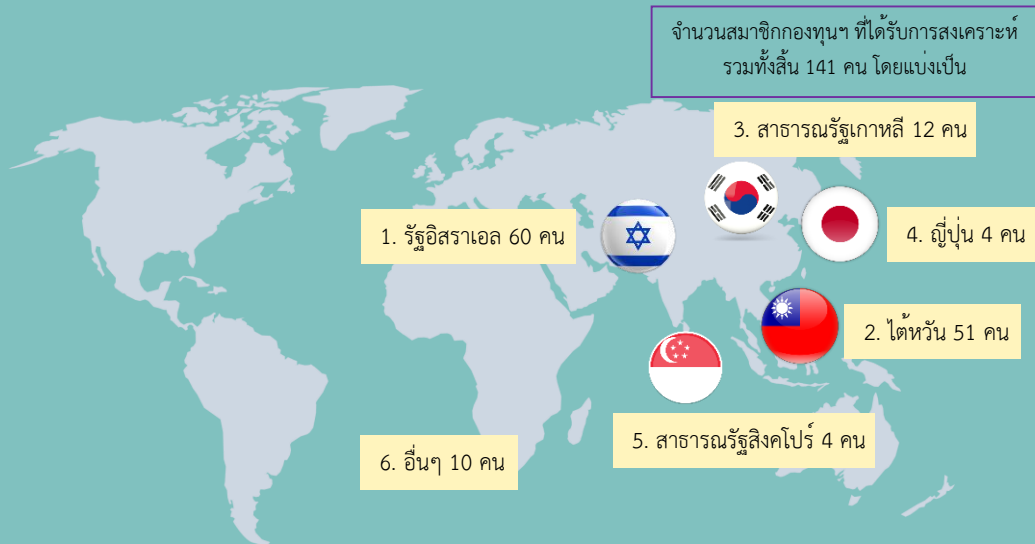 จำนวนสมาชิกกองทุนฯ ที่ได้รับการสงเคราะห์
รวมทั้งสิ้น 141 คน โดยแบ่งเป็น
3. สาธารณรัฐเกาหลี 12 คน
1. รัฐอิสราเอล 60 คน
4. ญี่ปุ่น 4 คน
2. ไต้หวัน 51 คน
5. สาธารณรัฐสิงคโปร์ 4 คน
6. อื่นๆ 10 คน